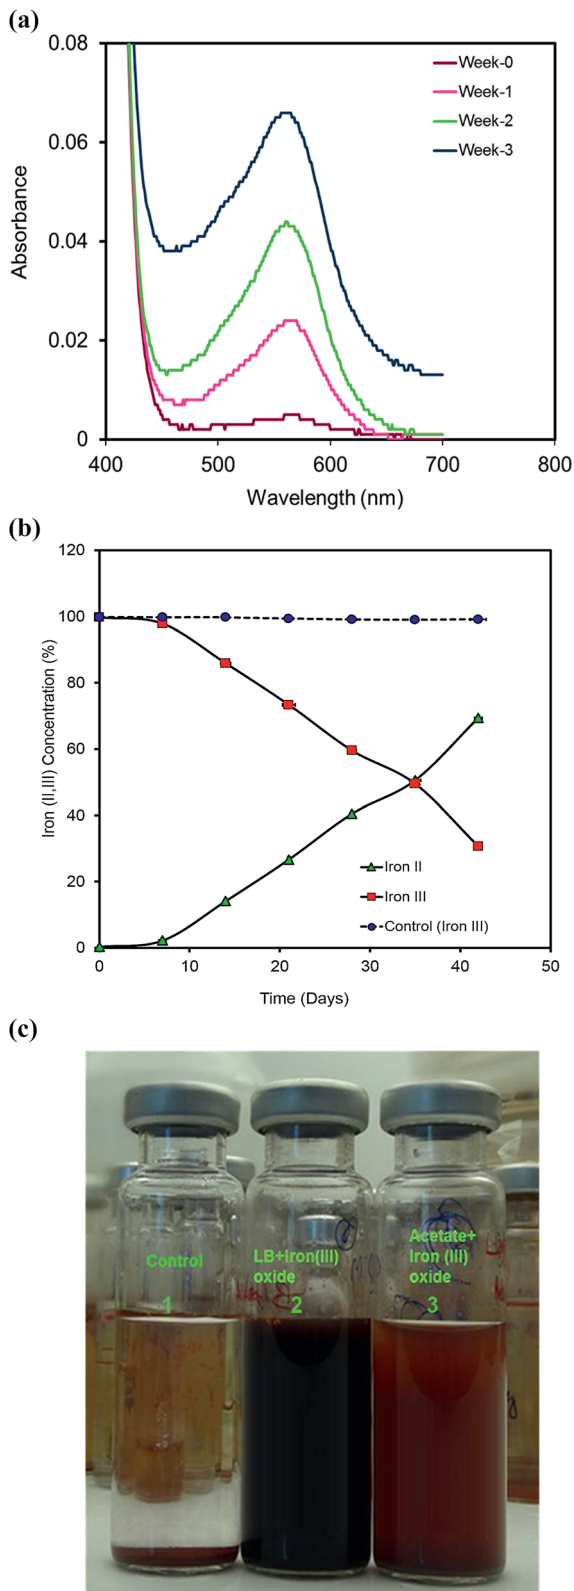 (a)
0.08
0.06
0.04
0.02
0
Absorbance
Week-0
Week-1
Week-2
Week-3
400
500
600
700
800
Wavelength (nm)
(b)
120
100
80
60
40
20
0
Iron (II,III) Concentration (%)
Iron II
Iron III
Control (Iron III)
0
10
20
30
40
50
Time (Days)
(c)
Control
1
LB+Iron(III)
oxide
2
Acetate+
Iron (III)
oxide
3